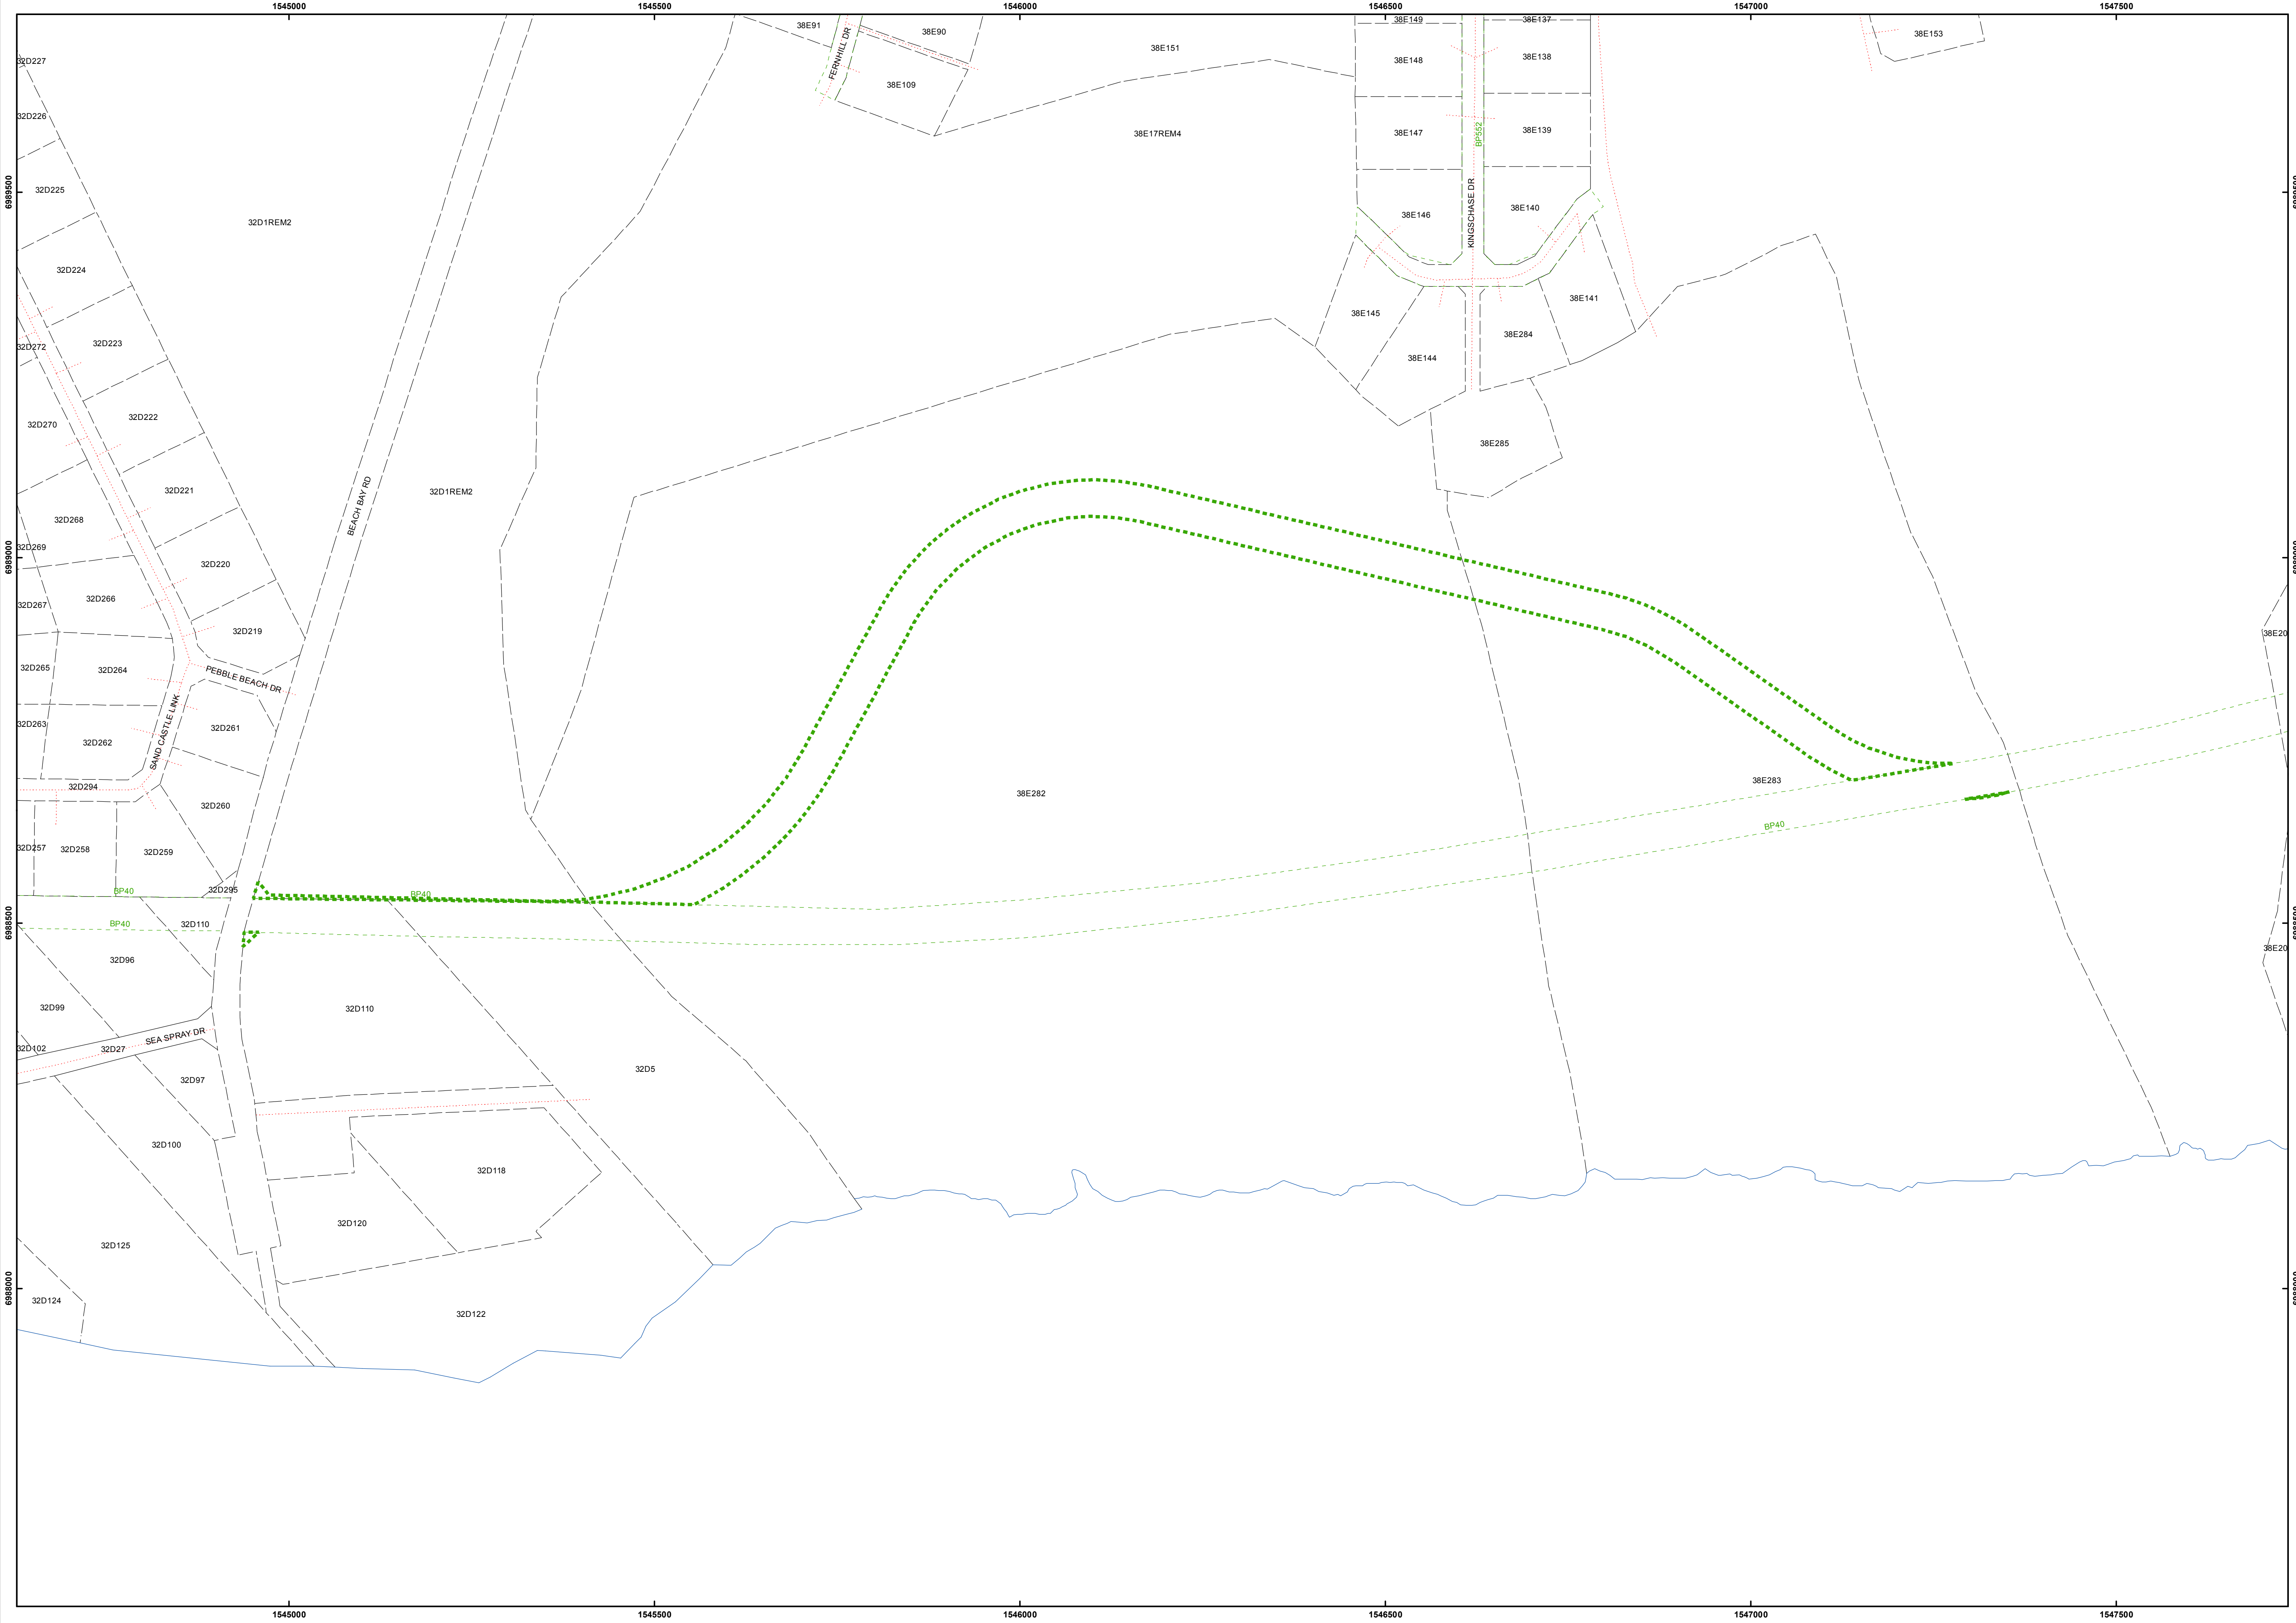 1545000 1545500 1546000 1546500 1547000 1547500
38E149 38E137
38E91 38E90 38E153
FERNHILL DR
38E151
38E148 38E138
32D227
38E109
32D226
38E147 BP552 38E139
38E17REM4
6989500
32D225
38E146 KINGSCHASE DR 38E140
32D1REM2
32D224
38E141
38E145
38E284
32D223
32D272
38E144
32D222
32D270
38E285
32D221
32D1REM2
BEACH BAY RD
32D268
32D269
6989000
32D220
32D266
32D267
32D219
38E20
32D265 32D264
PEBBLE BEACH DR
SAND CASTLE LINK
32D263 32D261
32D262
32D294
38E283
38E282
32D260
BP40
32D257 32D258 32D259
32D295
BP40 BP40
6988500
BP40 32D110
38E20
32D96
32D99 32D110
SEA SPRAY DR
32D102 32D27
32D5
32D97
32D100
32D118
32D120
32D125
6988000
32D124
32D122
1545000 1545500 1546000 1546500 1547000 1547500